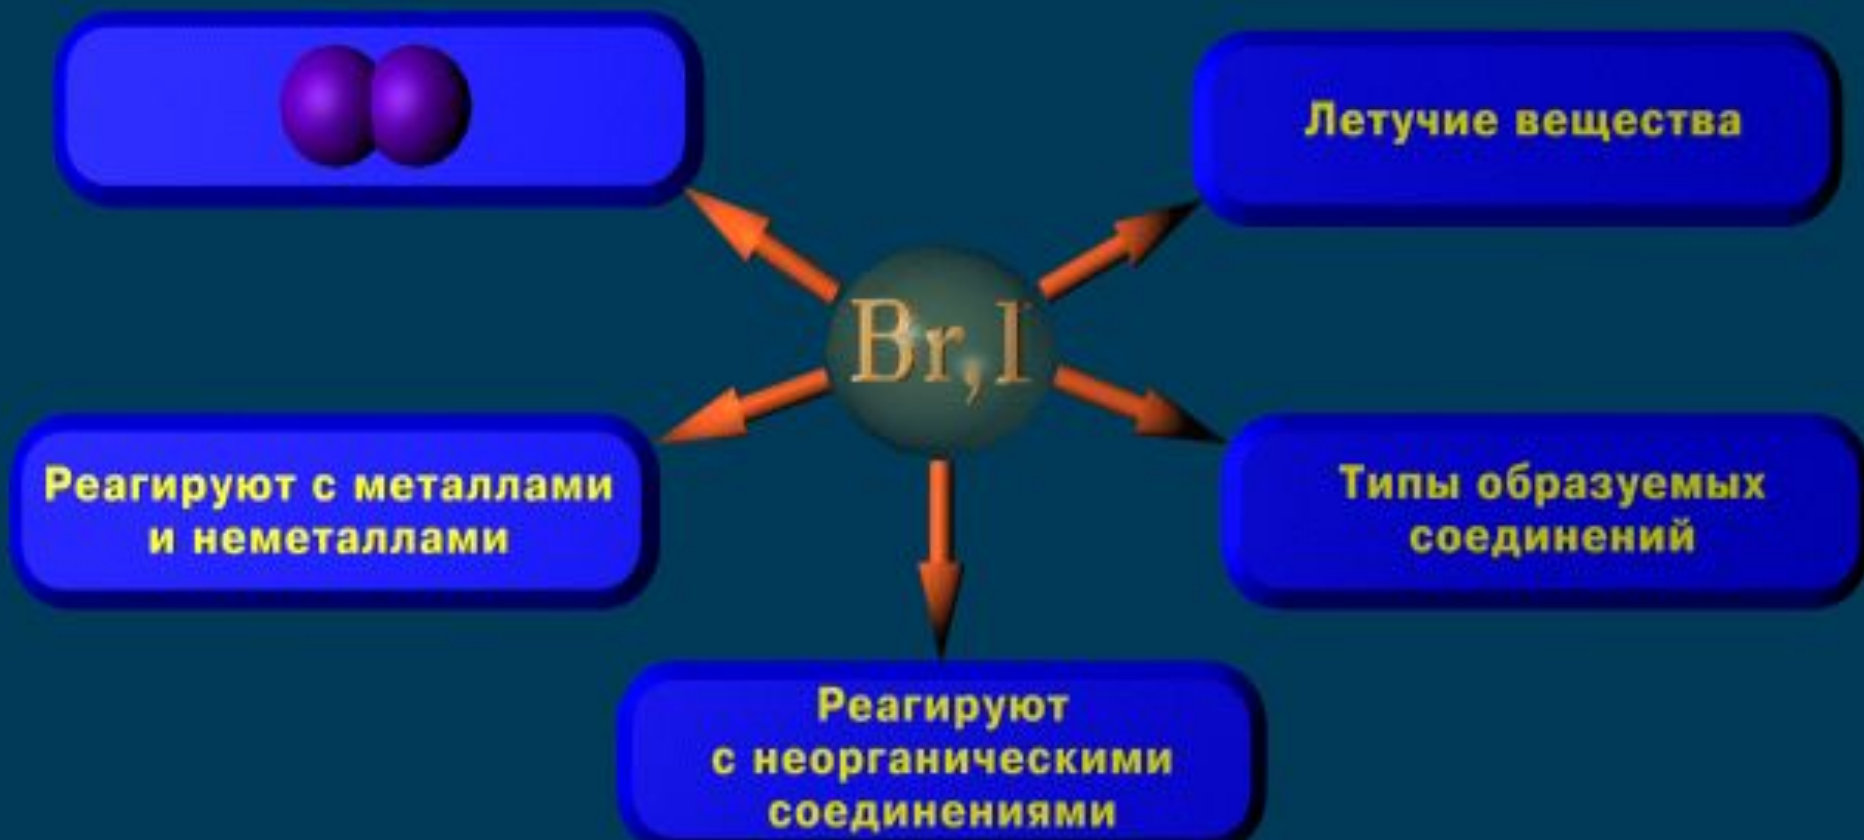 Летучие вещества
Br, I
Реагируют с металлами
и неметаллами
Типы образуемых
соединений
Реагируют
с неорганическими
соединениями